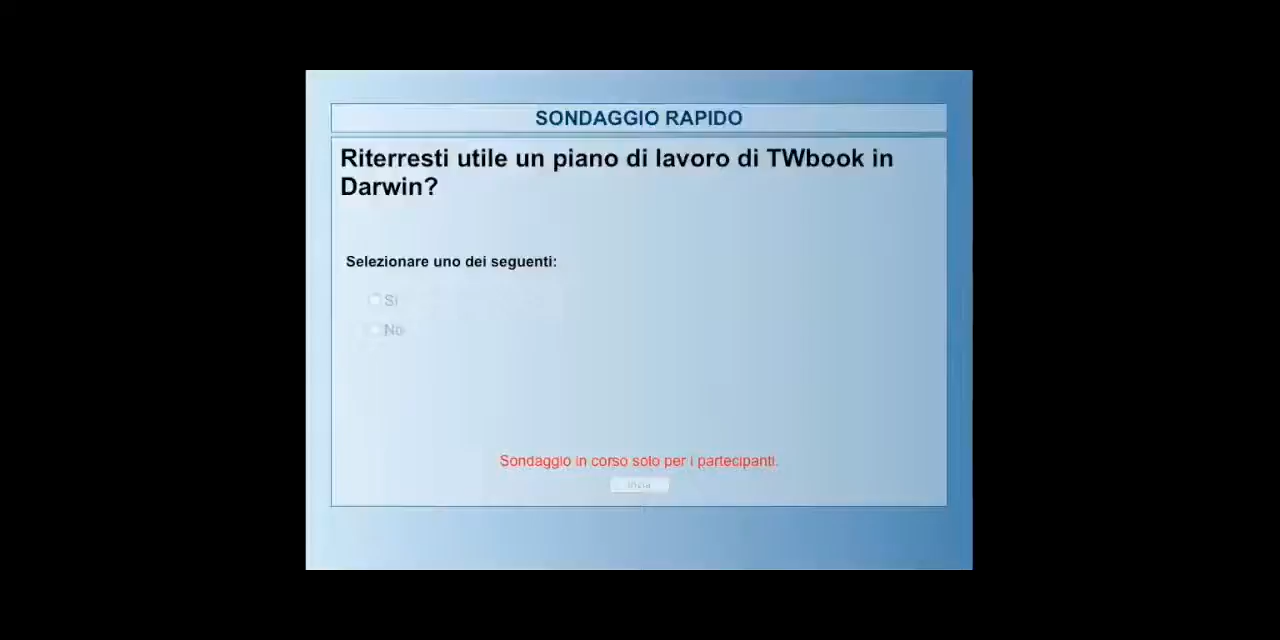 SONDAGGIO RAPIDO
Riterresti utile un piano di lavoro di TWbook in
Darwin?
Selezionare uno dei seguenti:
Sì
No
Sondaggio in corso solo per i partecipanti.
Invia